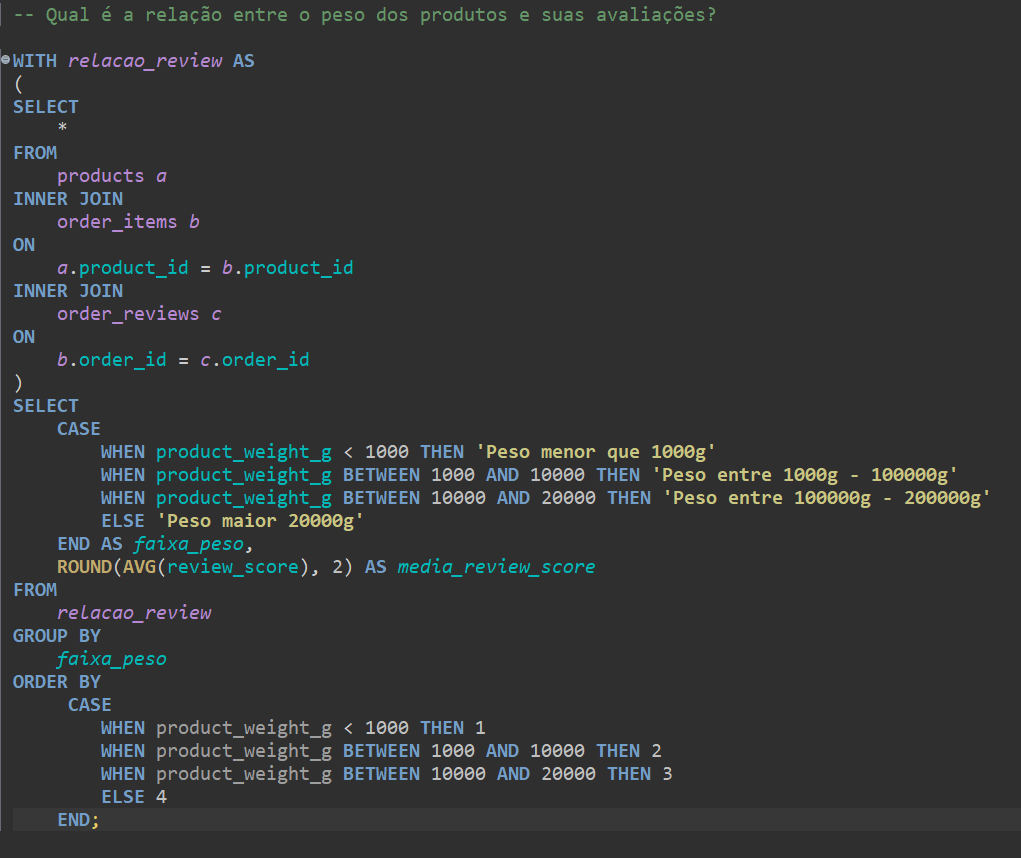 -- Qual é a relação entre o peso dos produtos e suas avaliações?
WITH relacao_review AS
(
SELECT
*
FROM
products a
INNER JOIN
order_items b
ON
a.product_id = b.product_id
INNER JOIN
order_reviews c
ON
b.order_id = c.order_id
)
SELECT
CASE
WHEN product_weight_g < 1000 THEN 'Peso menor que 1000g'
WHEN product_weight_g BETWEEN 1000 AND 10000 THEN 'Peso entre 1000g - 100000g'
WHEN product_weight_g BETWEEN 10000 AND 20000 THEN 'Peso entre 100000g - 200000g'
ELSE 'Peso maior 20000g'
END AS faixa_peso,
ROUND(AVG(review_score), 2) AS media_review_score
FROM
relacao_review
GROUP BY
faixa_peso
ORDER BY
CASE
WHEN product_weight_g < 1000 THEN 1
WHEN product_weight_g BETWEEN 1000 AND 10000 THEN 2
WHEN product_weight_g BETWEEN 10000 AND 20000 THEN 3
ELSE 4
END;